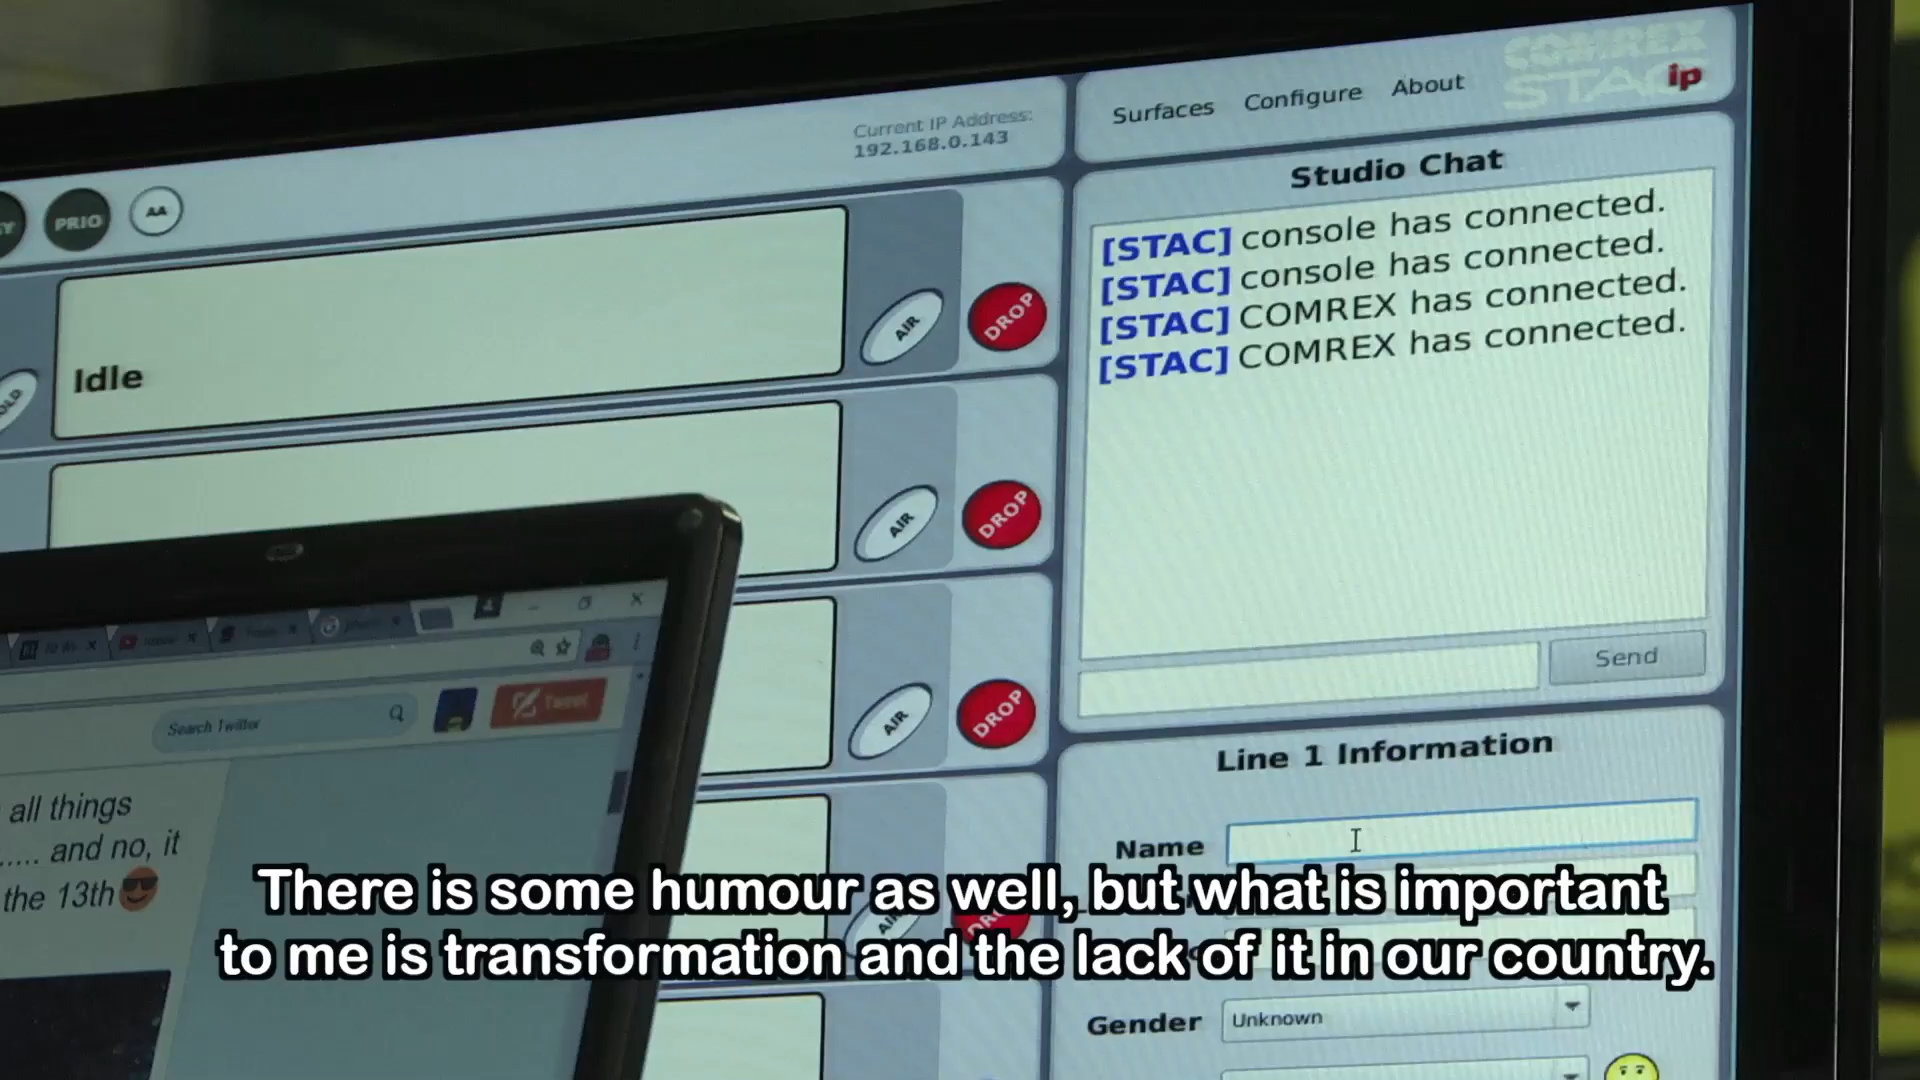 COMREX
STAC ip
Surfaces Configure About
Current IP Address:
192.168.0.143
PRIO
AA
Studio Chat
[STAC] console has connected.
[STAC] console has connected.
[STAC] COMREX has connected.
[STAC] COMREX has connected.
Idle
AIR DROP
AIR DROP
AIR DROP
Send
Line 1 Information
Name
Search Twitter
Tweet
all things
..... and no, it
the 13th
There is some humour as well, but what is important
to me is transformation and the lack of it in our country.
Gender Unknown